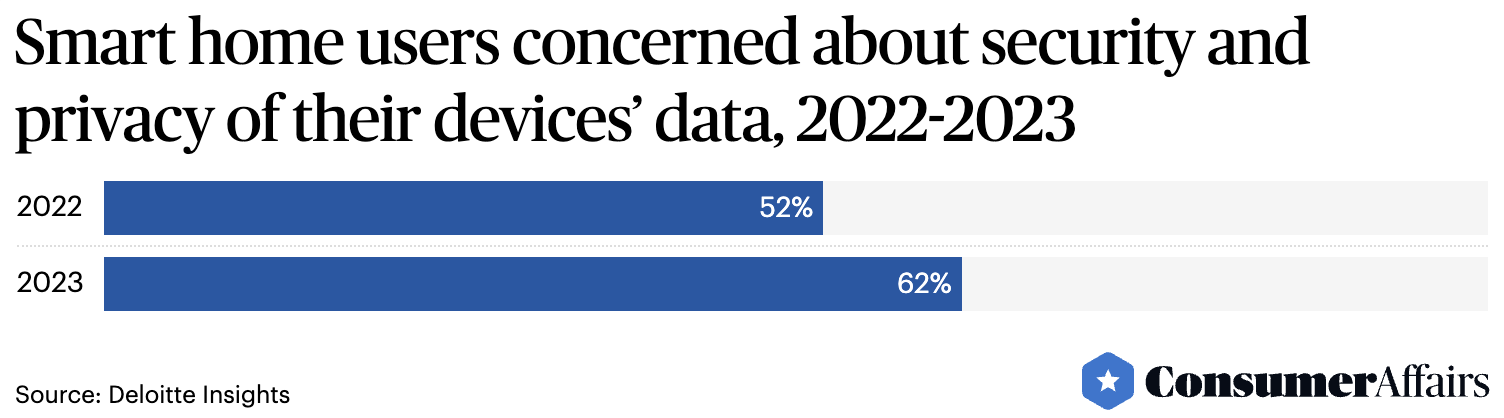 Smart home users concerned about security and
privacy of their devices’ data, 2022-2023
2022
52%
2023
62%
Source: Deloitte Insights
ConsumerAffairs